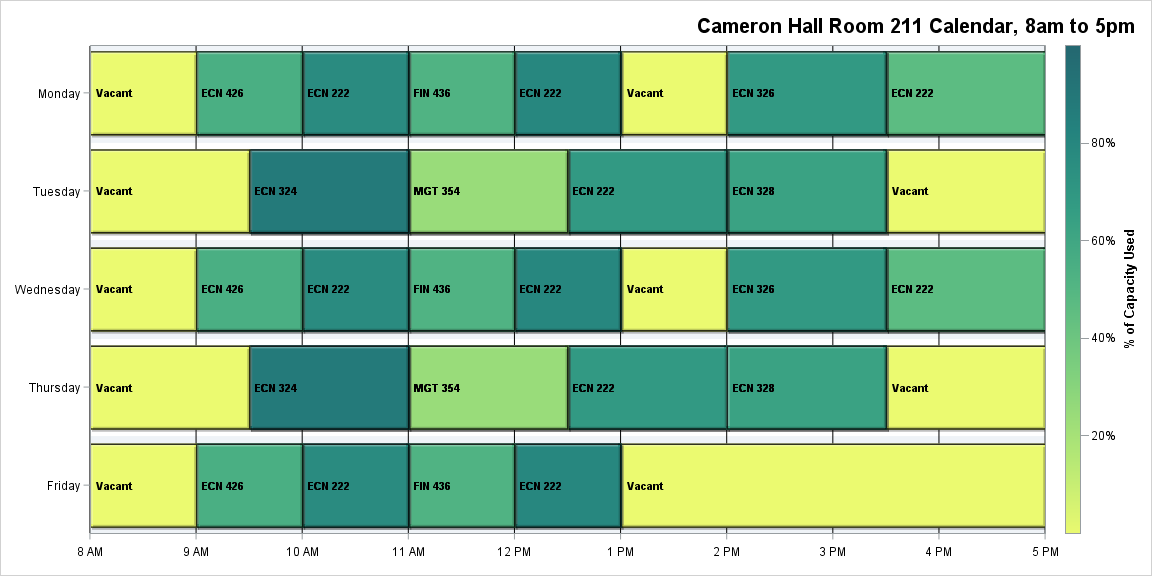 Cameron Hall Room 211 Calendar, 8am to 5pm
Monday
Vacant
ECN 426
ECN 222
FIN 436
ECN 222
Vacant
ECN 326
ECN 222
Tuesday
Vacant
ECN 324
MGT 354
ECN 222
ECN 328
Vacant
Wednesday
Vacant
ECN 426
ECN 222
FIN 436
ECN 222
Vacant
ECN 326
ECN 222
Thursday
Vacant
ECN 324
MGT 354
ECN 222
ECN 328
Vacant
Friday
Vacant
ECN 426
ECN 222
FIN 436
ECN 222
Vacant
8 AM
9 AM
10 AM
11 AM
12 PM
1 PM
2 PM
3 PM
4 PM
5 PM
80%
60%
40%
20%
% of Capacity Used